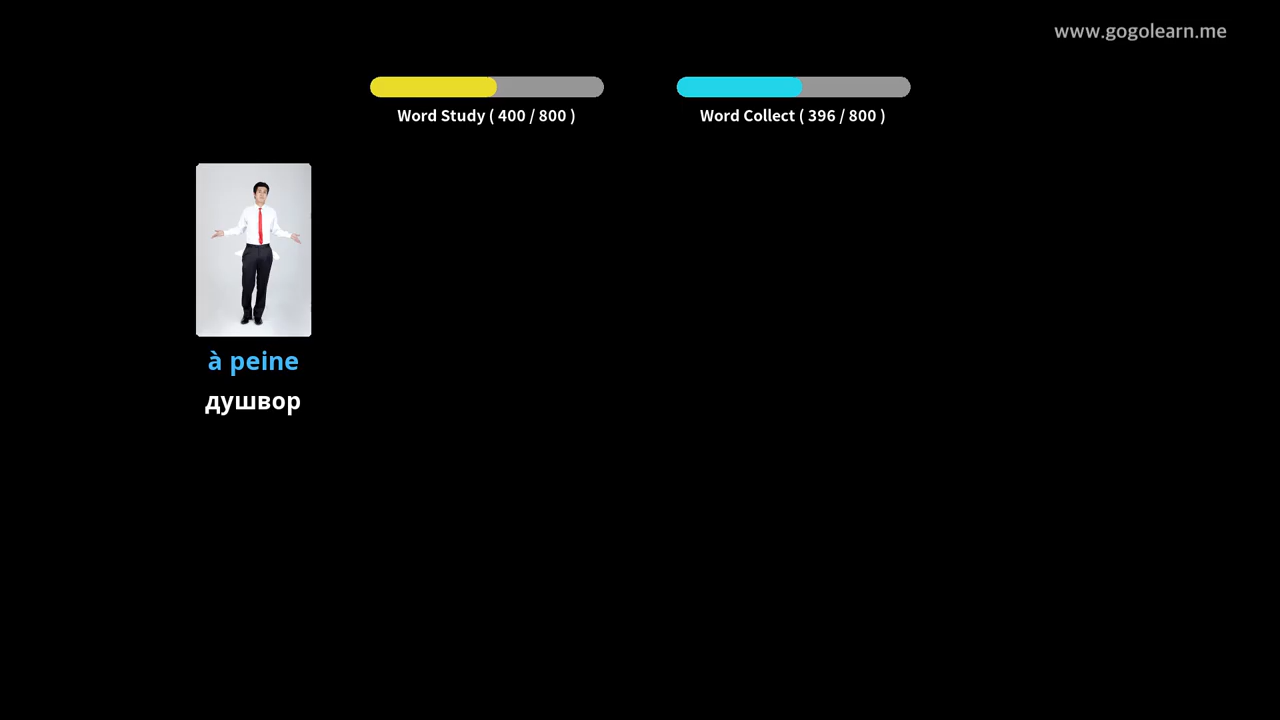 www.gogolearn.me
Word Study ( 400 / 800 )
Word Collect ( 396 / 800 )
à peine
душвор